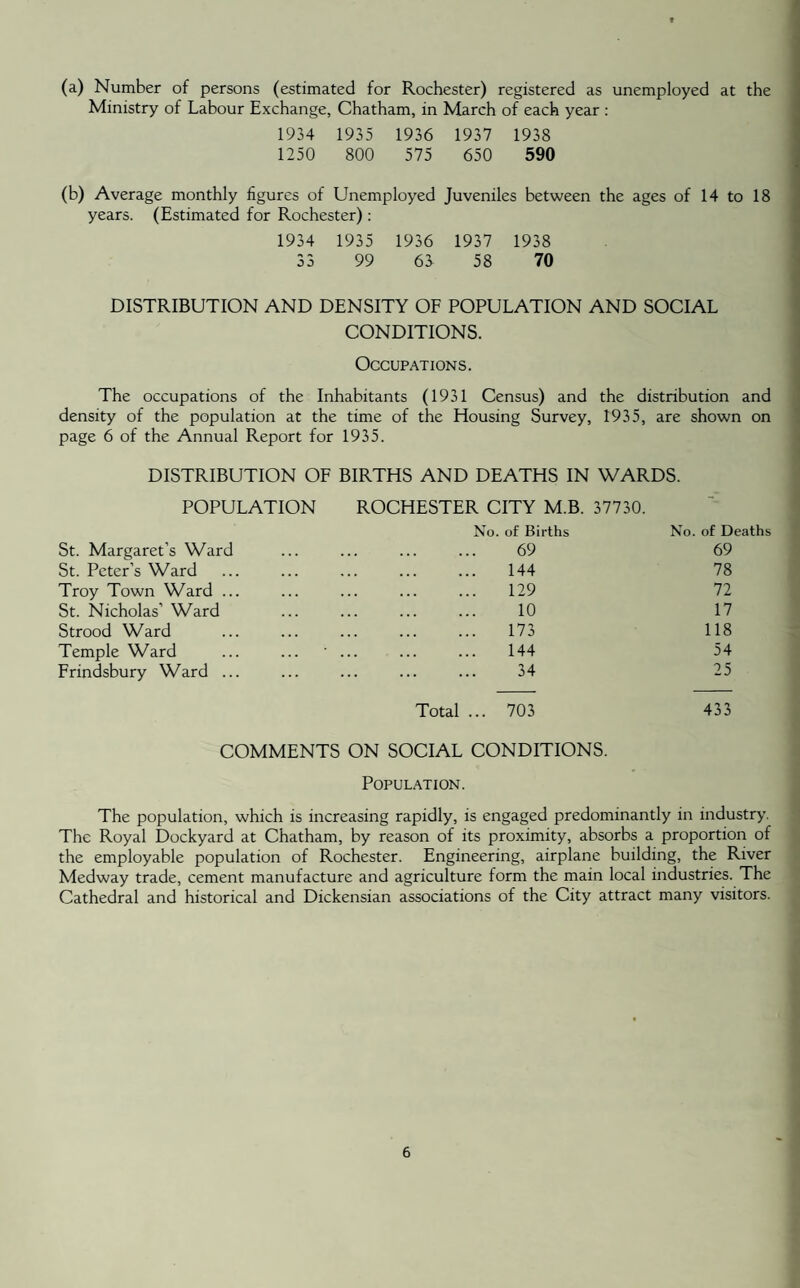 (a) Number of persons (estimated for Rochester) registered as unemployed at the
Ministry of Labour Exchange, Chatham, in March of each year :
1934 1935 1936 1937 1938
1250 800 575 650 590
(b) Average monthly figures of Unemployed Juveniles between the ages of 14 to 18
years. (Estimated for Rochester) :
1934 1935 1936 1937 1938
33 99 63 58 70
DISTRIBUTION AND DENSITY OF POPULATION AND SOCIAL
CONDITIONS.
OCCUPATIONS.
The occupations of the Inhabitants (1931 Census) and the distribution and
density of the population at the time of the Housing Survey, 1935, are shown on
page 6 of the Annual Report for 1935.
DISTRIBUTION OF BIRTHS AND DEATHS IN WARDS.
POPULATION ROCHESTER CITY M.B. 37730.
No. of Births No. of Deaths
St. Margaret's Ward ... ... ... ... 69 69
St. Peter's Ward ... ... ... ... ... 144 78
Troy Town Ward ... ... ... ... ... 129 72
St. Nicholas' Ward ... ... ... ... 10 17
Strood Ward ... ... ... ... ... 173 118
Temple Ward ... ... ... ... ... 144 54
Frindsbury Ward ... ... ... ... ... 34 25
Total ... 703 433
COMMENTS ON SOCIAL CONDITIONS.
POPULATION.
The population, which is increasing rapidly, is engaged predominantly in industry.
The Royal Dockyard at Chatham, by reason of its proximity, absorbs a proportion of
the employable population of Rochester. Engineering, airplane building, the River
Medway trade, cement manufacture and agriculture form the main local industries. The
Cathedral and historical and Dickensian associations of the City attract many visitors.
6